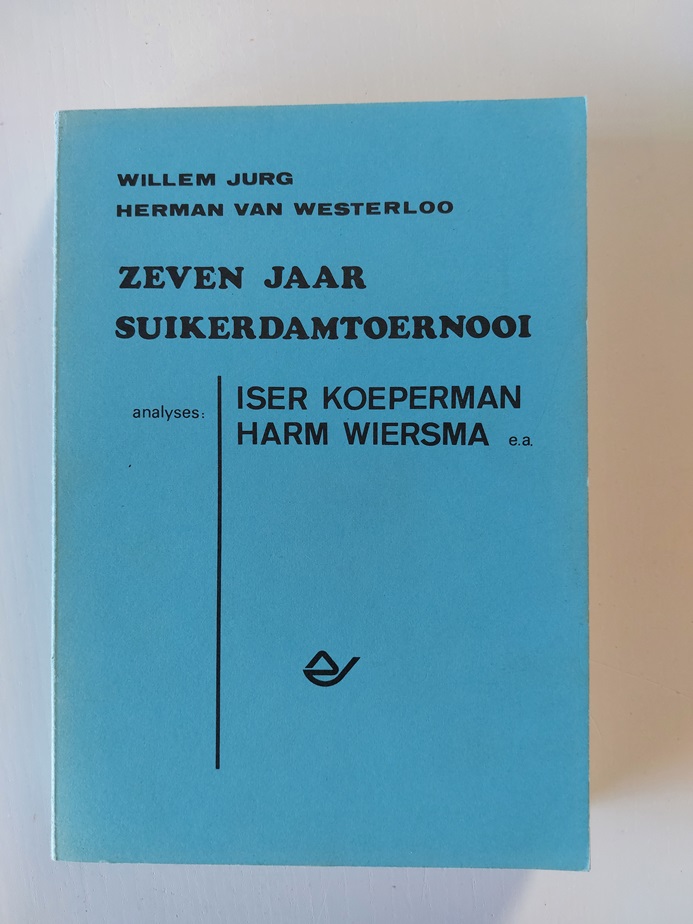 WILLEM JURG
HERMAN VAN WESTERLOO
ZEVEN JAAR
SUIKERDAMTOERNOOI
analyses:
ISER KOEPERMAN
HARM WIERSMA e.a.